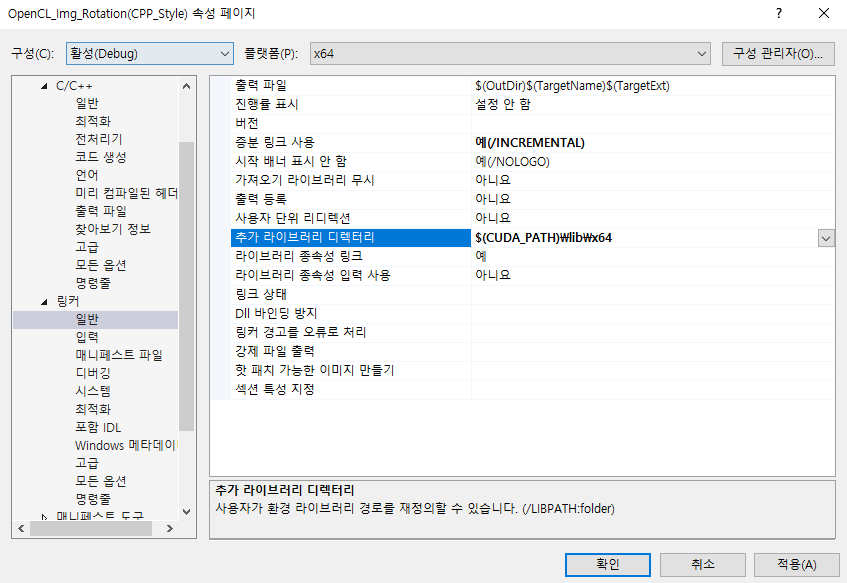 OpenCL_Img_Rotation(CPP_Style) 속성 페이지
구성(C): 활성(Debug) 플랫폼(P): x64 구성 관리자(O)...
C/C++
일반
최적화
전처리기
코드 생성
언어
미리 컴파일된 헤더
출력 파일
찾아보기 정보
고급
모든 옵션
명령줄
링커
일반
입력
매니페스트 파일
디버깅
시스템
최적화
포함 IDL
Windows 메타데이
고급
모든 옵션
명령줄
매니페스트 도구
출력 파일 $(OutDir)$(TargetName)$(TargetExt)
진행률 표시 설정 안 함
버전
증분 링크 사용 예(/INCREMENTAL)
시작 배너 표시 안 함 예(/NOLOGO)
가져오기 라이브러리 무시 아니요
출력 등록 아니요
사용자 단위 리디렉션 아니요
추가 라이브러리 디렉터리 $(CUDA_PATH)₩lib₩x64
라이브러리 종속성 링크 예
라이브러리 종속성 입력 사용 아니요
링크 상태
Dll 바인딩 방지
링커 경고를 오류로 처리
강제 파일 출력
핫 패치 가능한 이미지 만들기
섹션 특성 지정
추가 라이브러리 디렉터리
사용자가 환경 라이브러리 경로를 재정의할 수 있습니다. (/LIBPATH:folder)
확인 취소 적용(A)